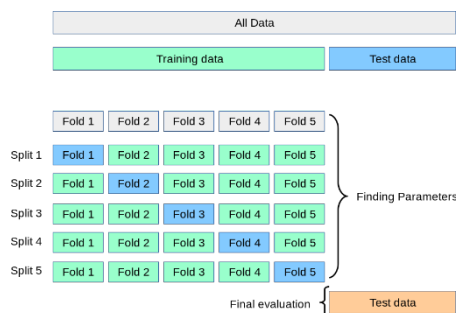 All Data
Training data Test data
Fold 1 Fold 2 Fold 3 Fold 4 Fold 5
Split 1 Fold 1 Fold 2 Fold 3 Fold 4 Fold 5
Split 2 Fold 1 Fold 2 Fold 3 Fold 4 Fold 5
Finding Parameters
Split 3 Fold 1 Fold 2 Fold 3 Fold 4 Fold 5
Split 4 Fold 1 Fold 2 Fold 3 Fold 4 Fold 5
Split 5 Fold 1 Fold 2 Fold 3 Fold 4 Fold 5
Final evaluation Test data